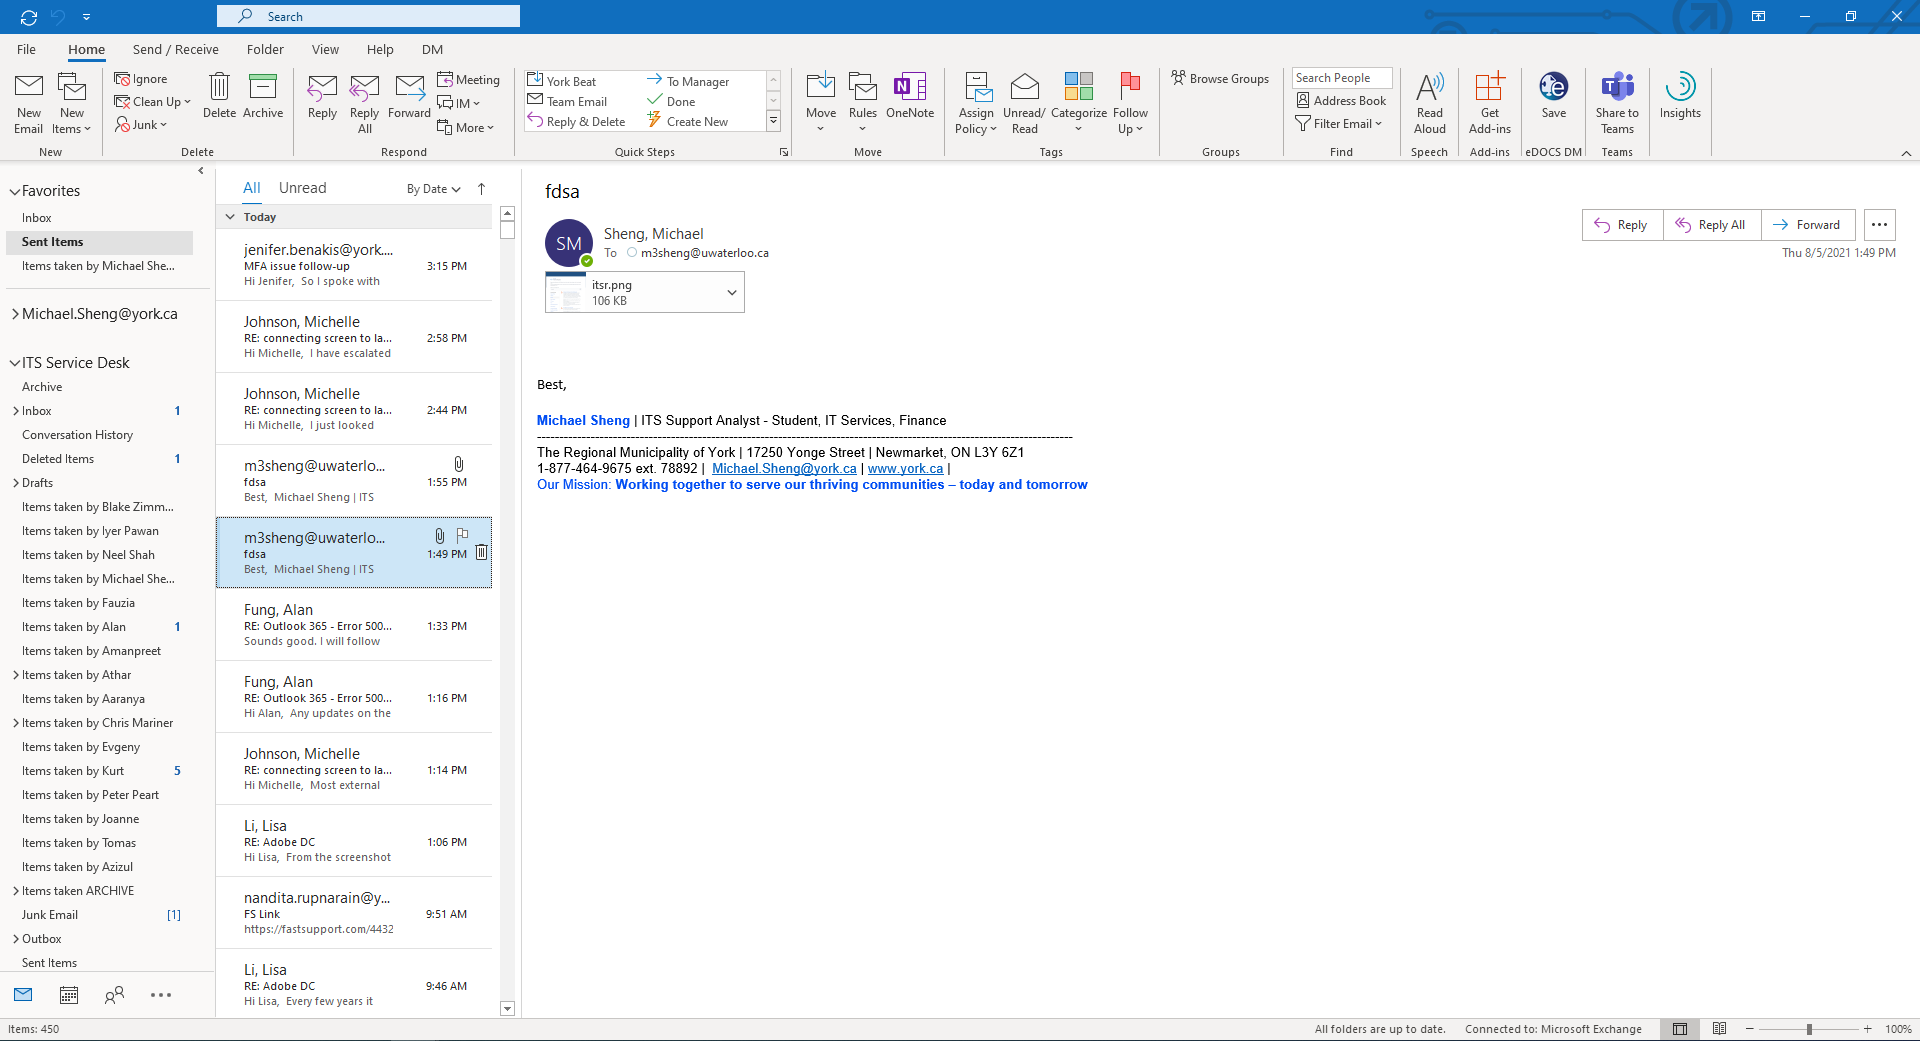 Search
File Home Send / Receive Folder View Help DM
New Email
New Items
New
Ignore
Clean Up
Junk
Delete
Archive
Delete
Reply
Reply All
Forward
Meeting
IM
More
Respond
York Beat
Team Email
Reply & Delete
To Manager
Done
Create New
Quick Steps
Move
Rules
OneNote
Move
Assign Policy
Unread/ Read
Categorize
Follow Up
Tags
Browse Groups
Groups
Search People
Address Book
Filter Email
Find
Read Aloud
Speech
Get Add-ins
Add-ins
Save
eDOCS DM
Share to Teams
Teams
Insights
Favorites
Inbox
Sent Items
Items taken by Michael She...
Michael.Sheng@york.ca
ITS Service Desk
Archive
Inbox 1
Conversation History
Deleted Items 1
Drafts
Items taken by Blake Zimm...
Items taken by Iyer Pawan
Items taken by Neel Shah
Items taken by Michael She...
Items taken by Fauzia
Items taken by Alan 1
Items taken by Amanpreet
Items taken by Athar
Items taken by Aaranya
Items taken by Chris Mariner
Items taken by Evgeny
Items taken by Kurt 5
Items taken by Peter Peart
Items taken by Joanne
Items taken by Tomas
Items taken by Azizul
Items taken ARCHIVE
Junk Email [1]
Outbox
Sent Items
All Unread By Date
Today
jenifer.benakis@york....
MFA issue follow-up 3:15 PM
Hi Jenifer, So I spoke with
Johnson, Michelle
RE: connecting screen to la... 2:58 PM
Hi Michelle, I have escalated
Johnson, Michelle
RE: connecting screen to la... 2:44 PM
Hi Michelle, I just looked
m3sheng@uwaterlo...
fdsa 1:55 PM
Best, Michael Sheng | ITS
m3sheng@uwaterlo...
fdsa 1:49 PM
Best, Michael Sheng | ITS
Fung, Alan
RE: Outlook 365 - Error 500... 1:33 PM
Sounds good. I will follow
Fung, Alan
RE: Outlook 365 - Error 500... 1:16 PM
Hi Alan, Any updates on the
Johnson, Michelle
RE: connecting screen to la... 1:14 PM
Hi Michelle, Most external
Li, Lisa
RE: Adobe DC 1:06 PM
Hi Lisa, From the screenshot
nandita.rupnarain@y...
FS Link 9:51 AM
https://fastsupport.com/4432
Li, Lisa
RE: Adobe DC 9:46 AM
Hi Lisa, Every few years it
fdsa
SM
Sheng, Michael
To m3sheng@uwaterloo.ca
Reply Reply All Forward
Thu 8/5/2021 1:49 PM
itsr.png
106 KB
Best,
Michael Sheng | ITS Support Analyst - Student, IT Services, Finance
The Regional Municipality of York | 17250 Yonge Street | Newmarket, ON L3Y 6Z1
1-877-464-9675 ext. 78892 | Michael.Sheng@york.ca | www.york.ca |
Our Mission: Working together to serve our thriving communities – today and tomorrow
Items: 450
All folders are up to date. Connected to: Microsoft Exchange 100%